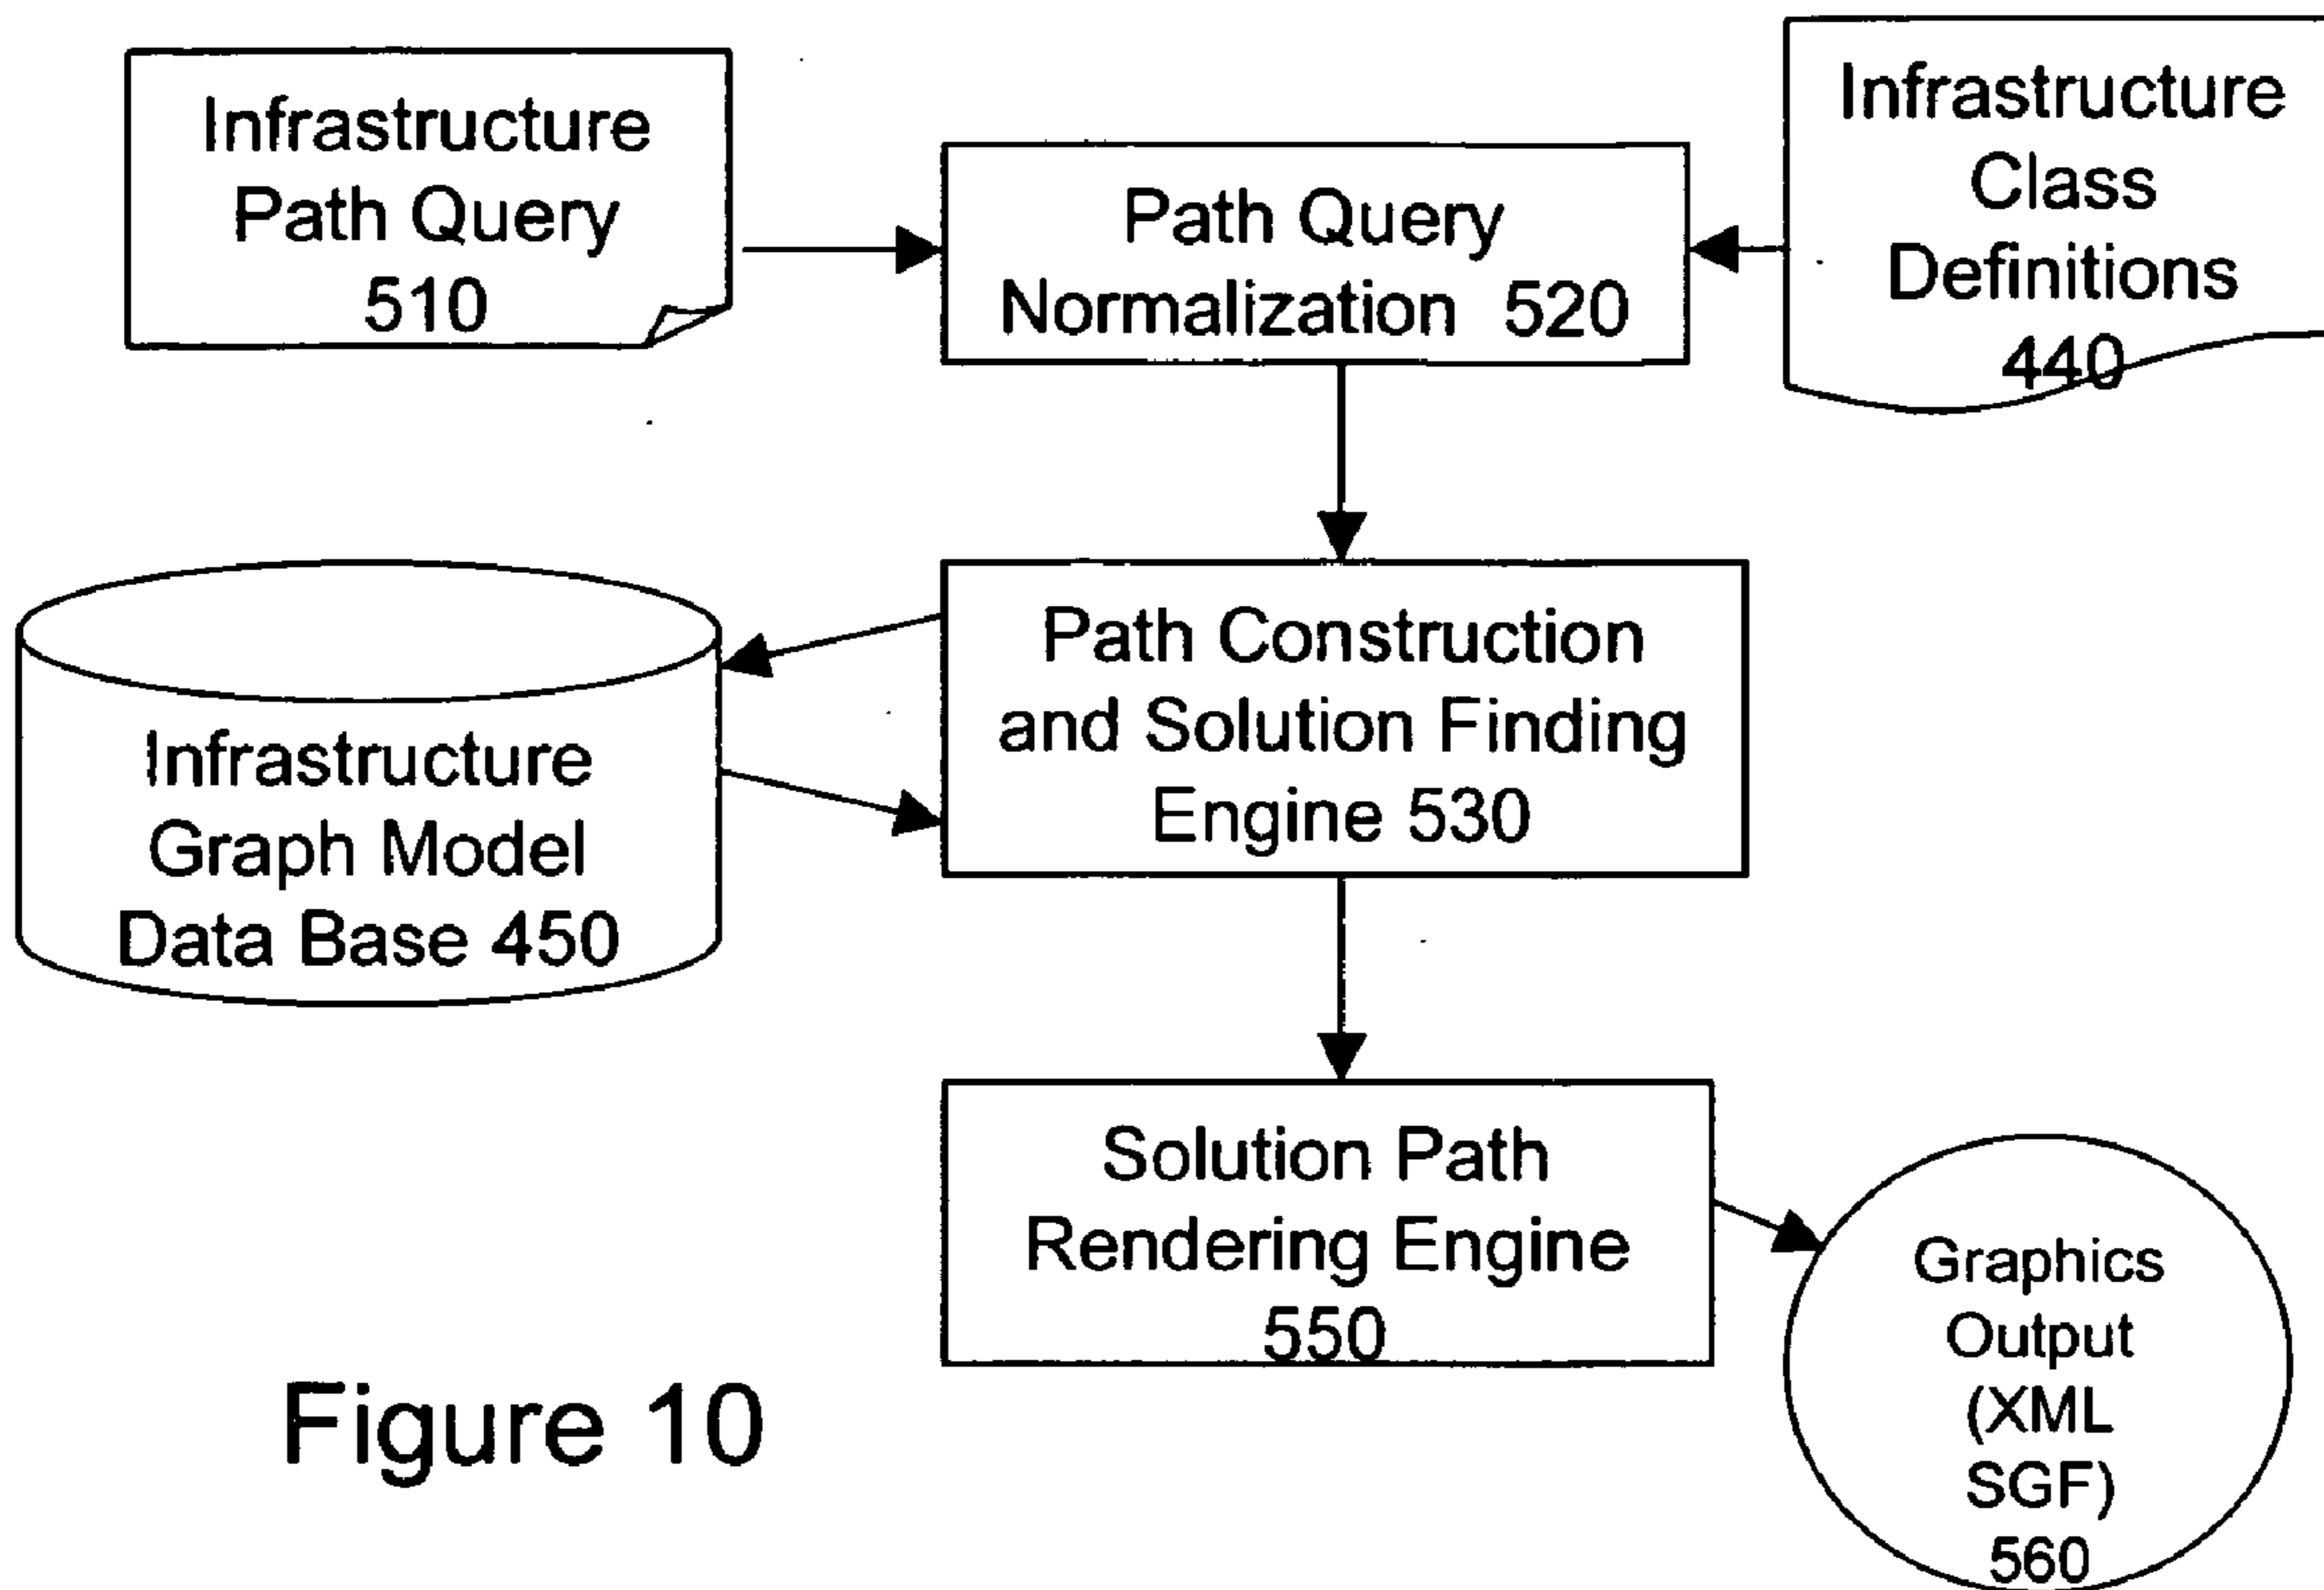 Infrastructure
Path Query
510
Path Query
Normalization 520
Infrastructure
Class
Definitions
440
Infrastructure
Graph Model
Data Base 450
Path Construction
and Solution Finding
Engine 530
Solution Path
Rendering Engine
550
Graphics
Output
(XML
SGF)
560
Figure 10